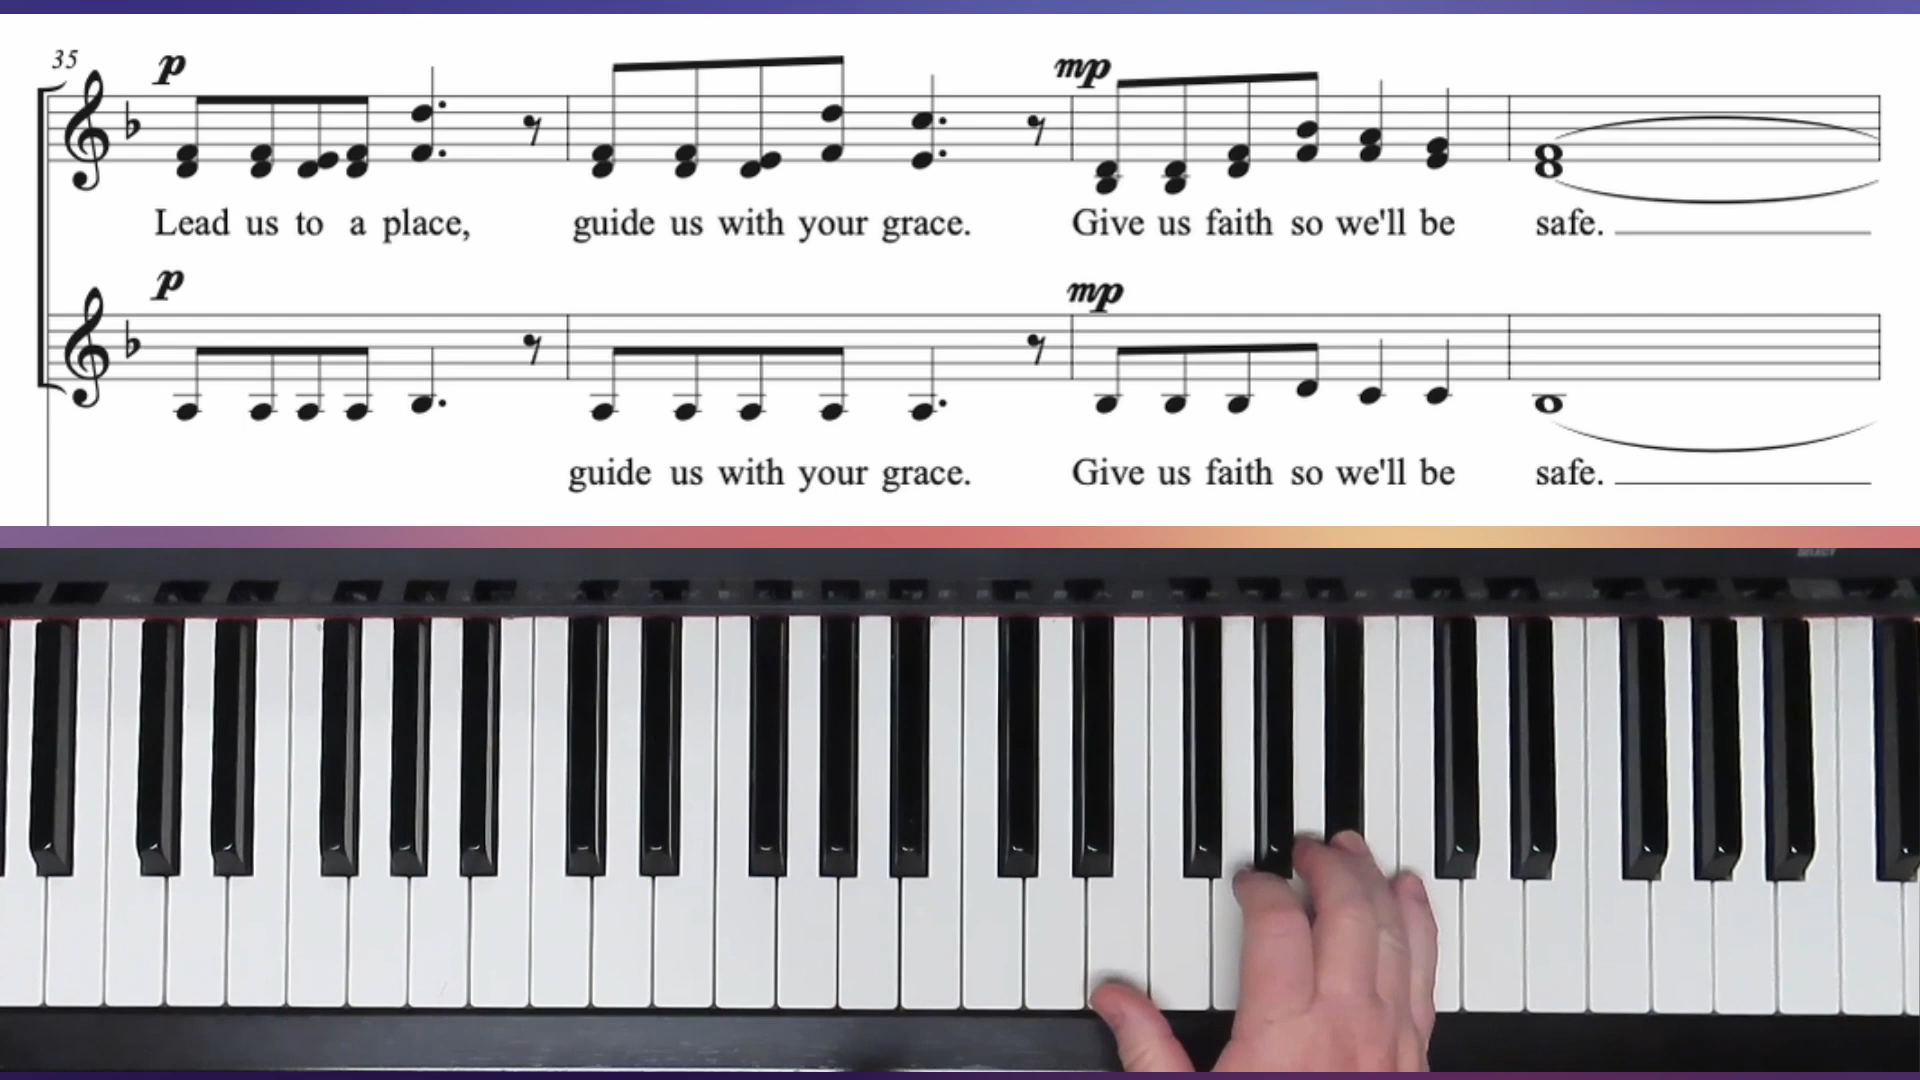 35
p
mp
Lead us to a place, guide us with your grace. Give us faith so we'll be safe.
p
mp
guide us with your grace. Give us faith so we'll be safe.
SELECT